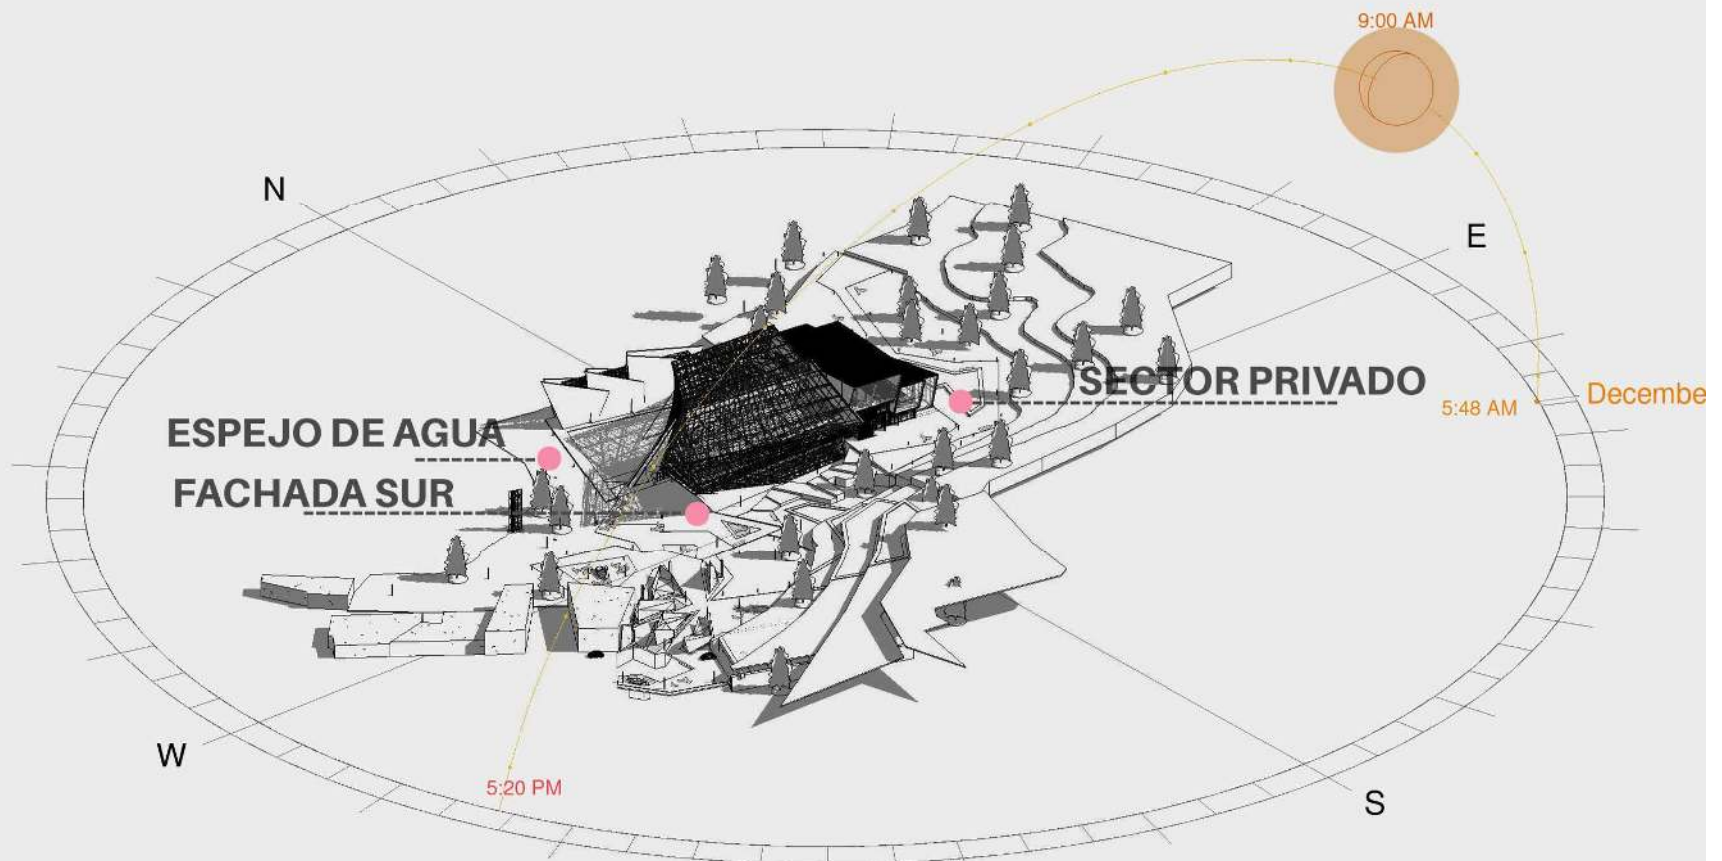 9:00 AM
N
E
SECTOR PRIVADO
Decembe
5:48 AM
ESPEJO DE AGUA
FACHADA SUR
W
5:20 PM
S